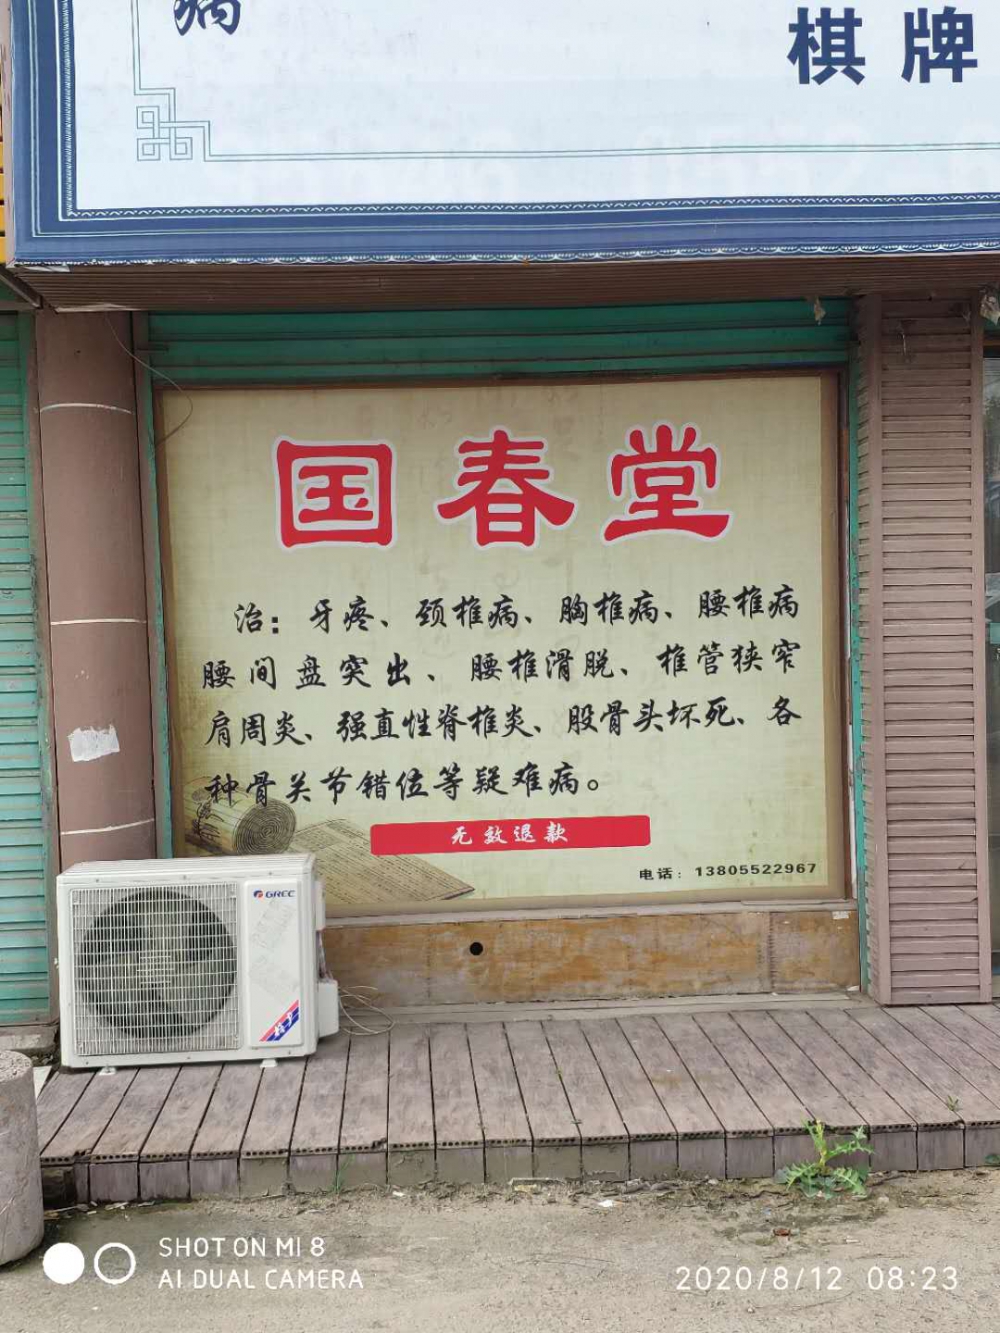 病
棋牌
国春堂
治：牙疼、颈椎病、胸椎病、腰椎病
腰间盘突出、腰椎滑脱、椎管狭窄
肩周炎、强直性脊椎炎、股骨头坏死、各
种骨关节错位等疑难病。
无效退款
电话：13805522967
GREE
SHOT ON MI 8
AI DUAL CAMERA
2020/8/12 08:23